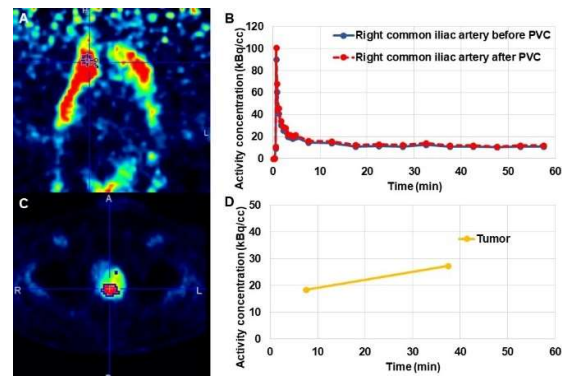 A
L
B
Activity concentration (kBq/cc)
120
100
80
60
40
20
0
Right common iliac artery before PVC
Right common iliac artery after PVC
0 10 20 30 40 50 60
Time (min)
C
A
R
L
D
Activity concentration (kBq/cc)
50
40
30
20
10
0
Tumor
0 10 20 30 40 50 60
Time (min)